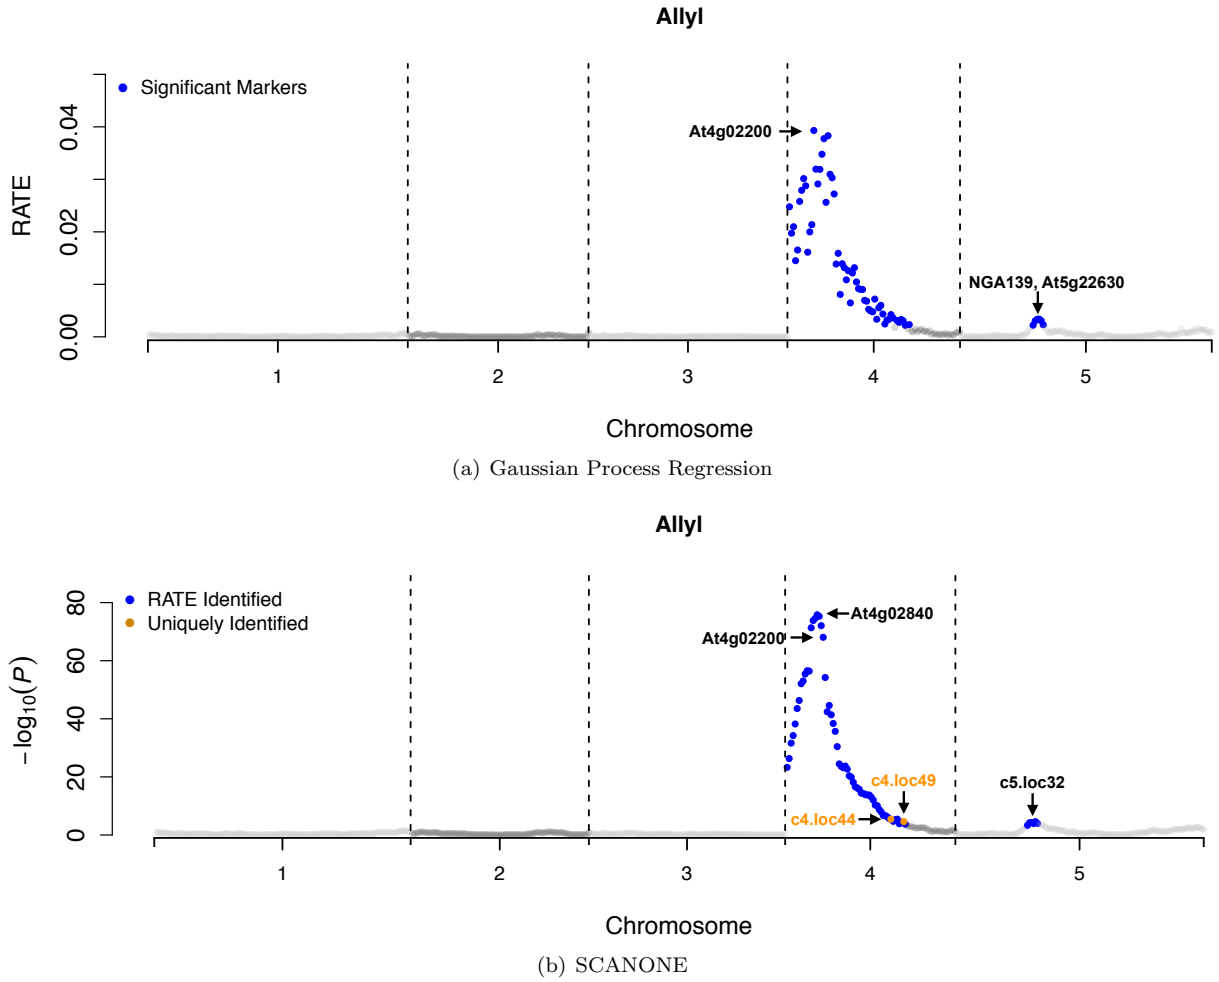 Allyl
Significant Markers
At4g02200
NGA139, At5g22630
RATE
0.04
0.02
0.00
1 2 3 4 5
Chromosome
(a) Gaussian Process Regression
Allyl
RATE Identified
Uniquely Identified
At4g02840
At4g02200
c4.loc49
c5.loc32
c4.loc44
−log10(P)
80
60
40
20
0
1 2 3 4 5
Chromosome
(b) SCANONE